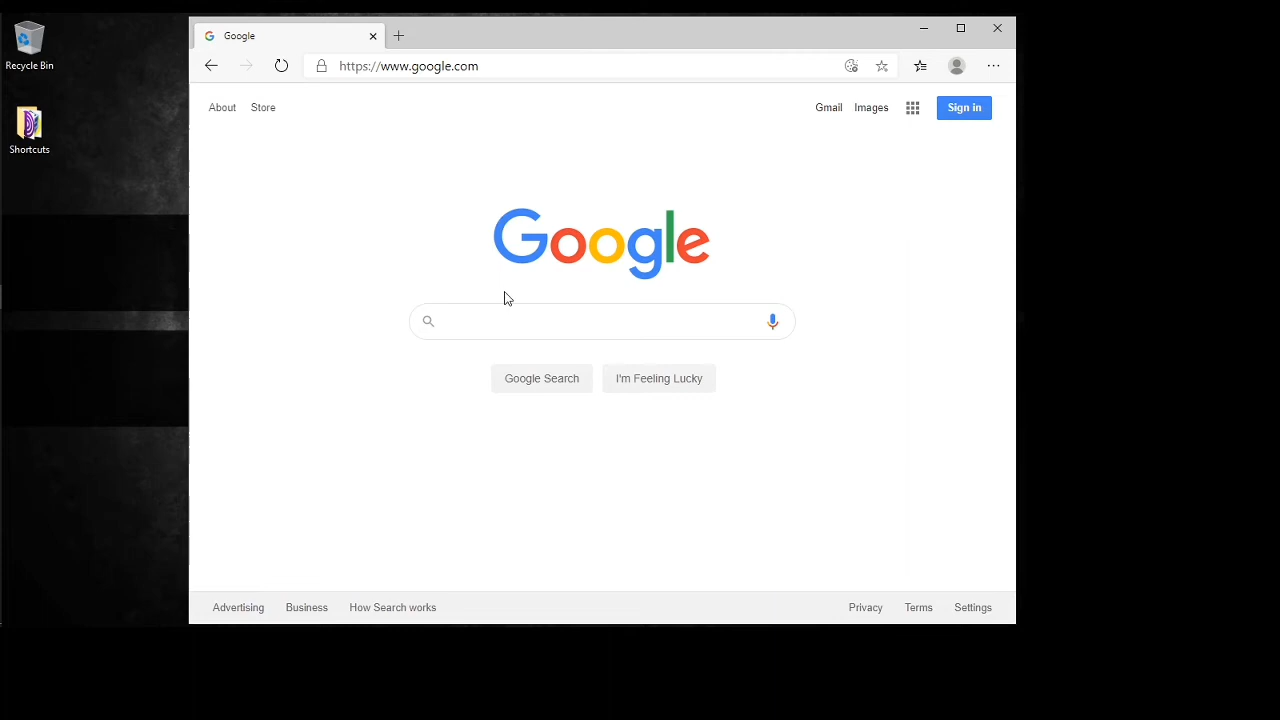 Recycle Bin
Shortcuts
Google
https://www.google.com
About Store
Gmail Images Sign in
Google
Google Search I'm Feeling Lucky
Advertising Business How Search works
Privacy Terms Settings